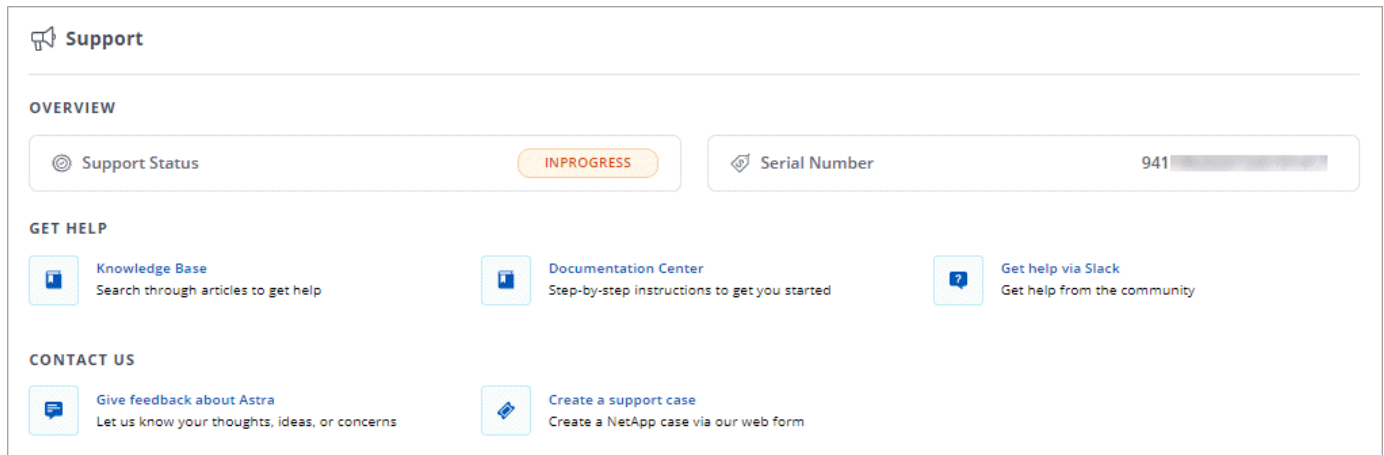 Support
OVERVIEW
Support Status INPROGRESS Serial Number 941
GET HELP
Knowledge Base Documentation Center Get help via Slack
Search through articles to get help Step-by-step instructions to get you started Get help from the community
CONTACT US
Give feedback about Astra Create a support case
Let us know your thoughts, ideas, or concerns Create a NetApp case via our web form